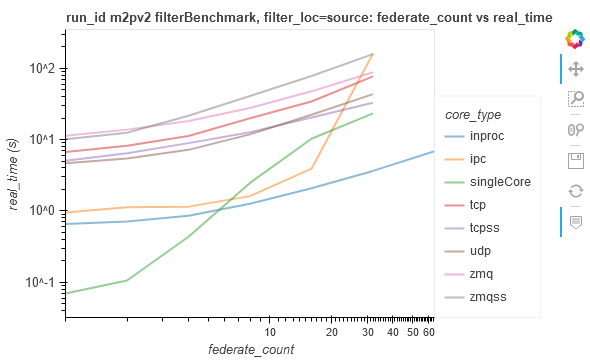 run_id m2pv2 filterBenchmark, filter_loc=source: federate_count vs real_time
10^2
10^1
10^0
10^-1
real_time (s)
10
20
30
40
50
60
federate_count
core_type
inproc
ipc
singleCore
tcp
tcpss
udp
zmq
zmqss